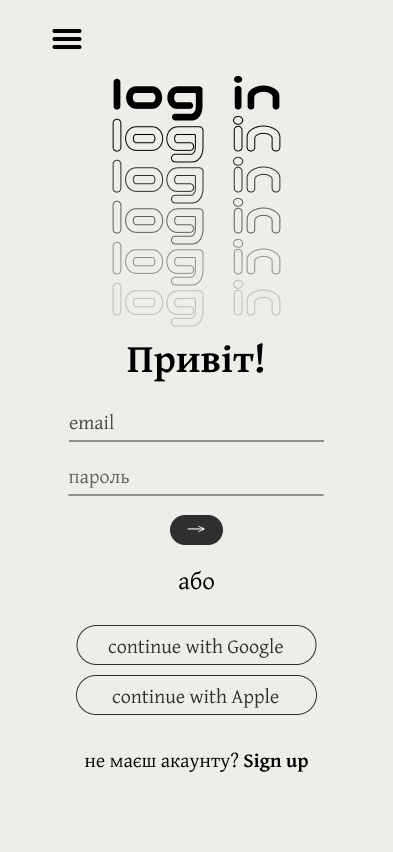 log in
log in
log in
log in
log in
log in
Привіт!
email
пароль
→
або
continue with Google
continue with Apple
не маєш акаунту? Sign up